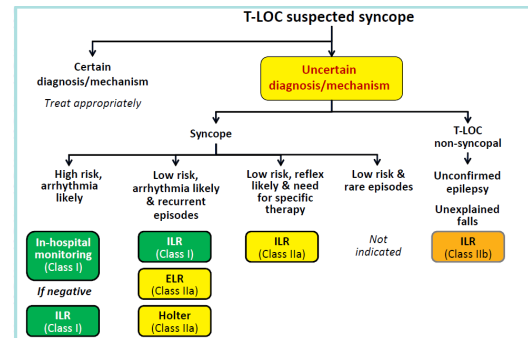 T-LOC suspected syncope
Certain
diagnosis/mechanism
Treat appropriately
Uncertain
diagnosis/mechanism
Syncope
T-LOC
non-syncopal
High risk,
arrhythmia
likely
Low risk,
arrhythmia likely
& recurrent
episodes
Low risk, reflex
likely & need
for specific
therapy
Low risk &
rare episodes
Unconfirmed
epilepsy
Unexplained
falls
In-hospital
monitoring
(Class I)
If negative
ILR
(Class I)
ILR
(Class I)
ELR
(Class IIa)
Holter
(Class IIa)
ILR
(Class IIa)
Not
indicated
ILR
(Class IIb)